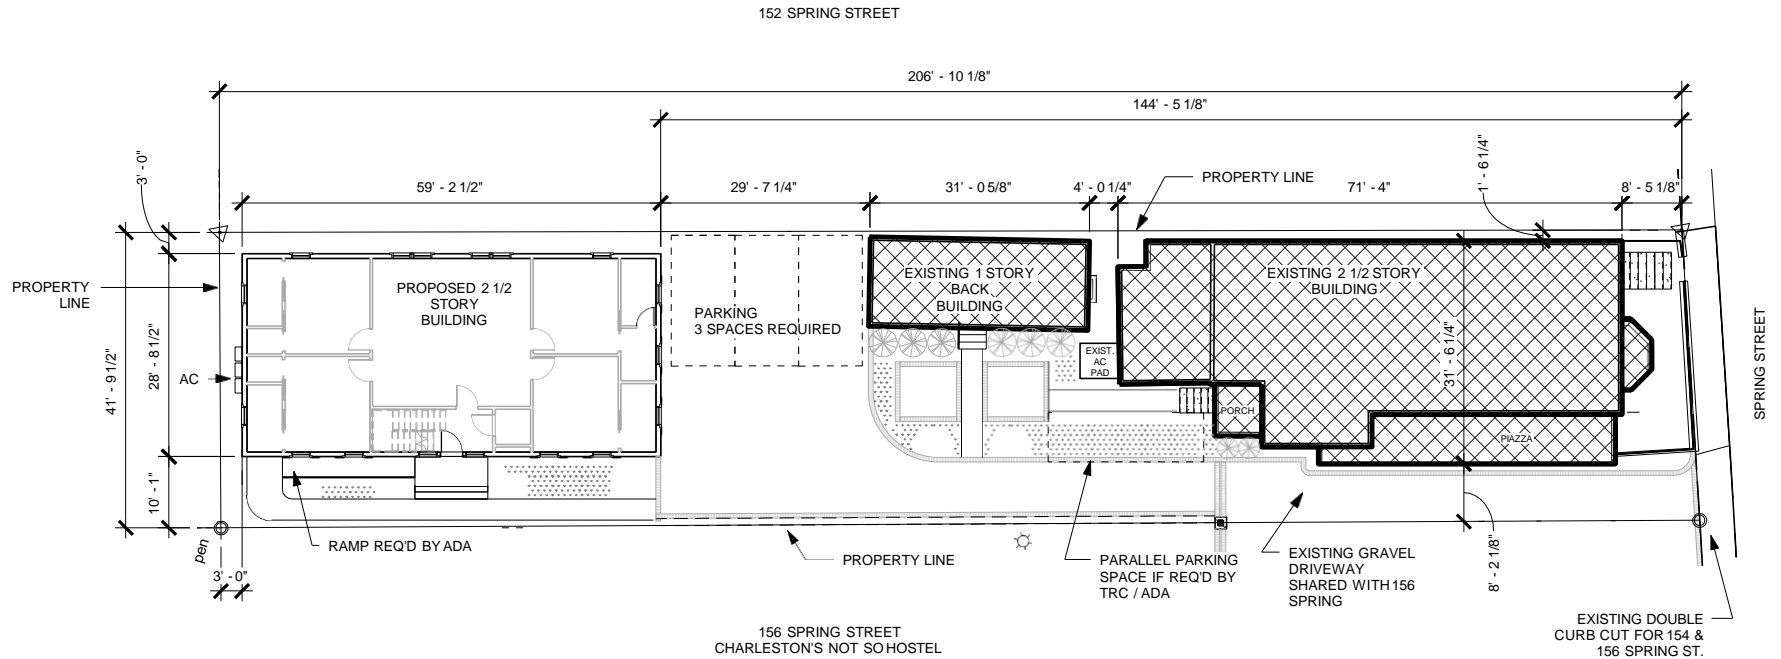 152 SPRING STREET
206' - 10 1/8"
144' - 5 1/8"
3' - 0"
59' - 2 1/2"
29' - 7 1/4"
31' - 0 5/8"
4' - 0 1/4"
PROPERTY LINE
71' - 4"
1' - 6 1/4"
8' - 5 1/8"
PROPERTY
LINE
PROPOSED 2 1/2
STORY
BUILDING
PARKING
3 SPACES REQUIRED
EXISTING 1 STORY
BACK
BUILDING
EXISTING 2 1/2 STORY
BUILDING
SPRING STREET
AC
41' - 9 1/2"
28' - 8 1/2"
EXIST.
AC
PAD
31' - 6 1/4"
PORCH
PIAZZA
10' - 1"
pen
RAMP REQ'D BY ADA
3' - 0"
PROPERTY LINE
PARALLEL PARKING
SPACE IF REQ'D BY
TRC / ADA
EXISTING GRAVEL
DRIVEWAY
SHARED WITH 156
SPRING
8' - 2 1/8"
EXISTING DOUBLE
CURB CUT FOR 154 &
156 SPRING ST.
156 SPRING STREET
CHARLESTON'S NOT SO HOSTEL